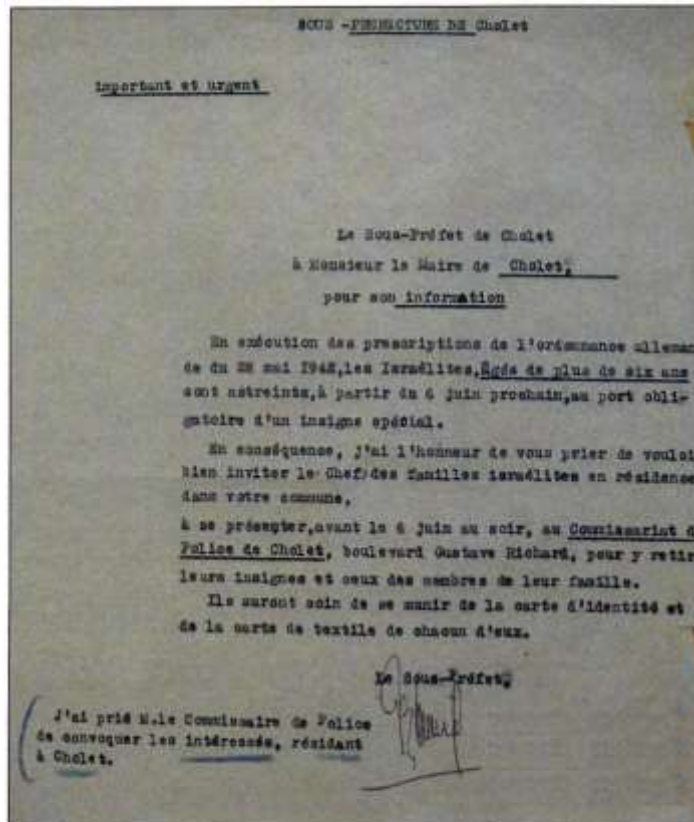 SOUS -PREFECTURE DE Cholet
important et urgent
Le Sous-Préfet de Cholet
à Monsieur le Maire de Cholet,
pour son information
En exécution des prescriptions de l'ordonnance alleman
de du 28 mai 1942,les Israélites,âgés de plus de six ans
sont astreints,à partir du 6 juin prochain,au port obli-
gatoire d'un insigne spécial.
En conséquence, j'ai l'honneur de vous prier de vouloi
bien inviter le Chef des familles israélites en résidence
dans votre commune,
à se présenter,avant le 6 juin au soir, au Commissariat d
Police de Cholet, boulevard Gustave Richard, pour y retir
leurs insignes et ceux des membres de leur famille.
Ils auront soin de se munir de la carte d'identité et
de la carte de textile de chacun d'eux.
Le Sous-Préfet,
J'ai prié M.le Commissaire de Police
de convoquer les intéressés, résidant
à Cholet.